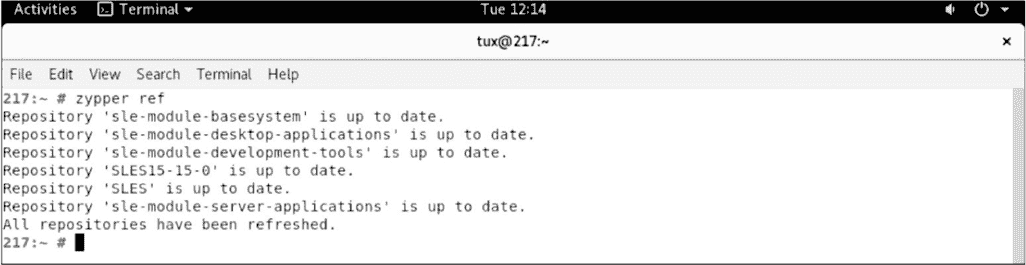 Activities Terminal Tue 12:14
tux@217:~ ×
File Edit View Search Terminal Help
217:~ # zypper ref
Repository 'sle-module-basesystem' is up to date.
Repository 'sle-module-desktop-applications' is up to date.
Repository 'sle-module-development-tools' is up to date.
Repository 'SLES15-15-0' is up to date.
Repository 'SLES' is up to date.
Repository 'sle-module-server-applications' is up to date.
All repositories have been refreshed.
217:~ #